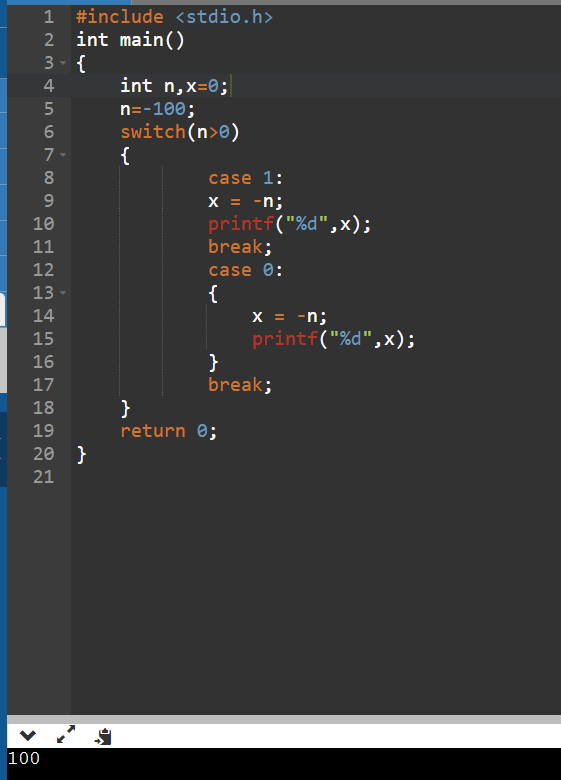 1 #include <stdio.h>
2 int main()
3 {
4     int n,x=0;
5     n=-100;
6     switch(n>0)
7     {
8             case 1:
9             x = -n;
10             printf("%d",x);
11             break;
12             case 0:
13             {
14                 x = -n;
15                 printf("%d",x);
16             }
17             break;
18     }
19     return 0;
20 }
21
100